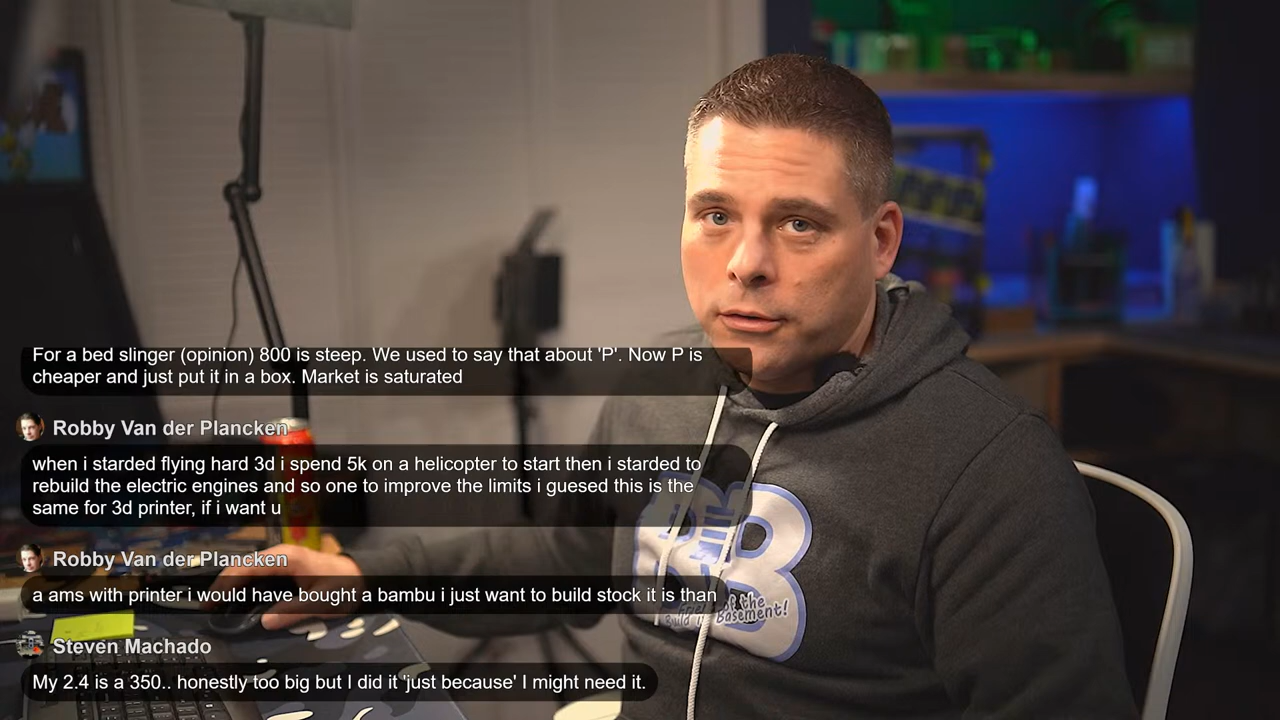 For a bed slinger (opinion) 800 is steep. We used to say that about 'P'. Now P is
cheaper and just put it in a box. Market is saturated
Robby Van der Plancken
when i starded flying hard 3d i spend 5k on a helicopter to start then i starded to
rebuild the electric engines and so one to improve the limits i guesed this is the
same for 3d printer, if i want u
Robby Van der Plancken
a ams with printer i would have bought a bambu i just want to build stock it is than
Steven Machado
My 2.4 is a 350.. honestly too big but I did it 'just because' I might need it.
B
of the
Build Basement!